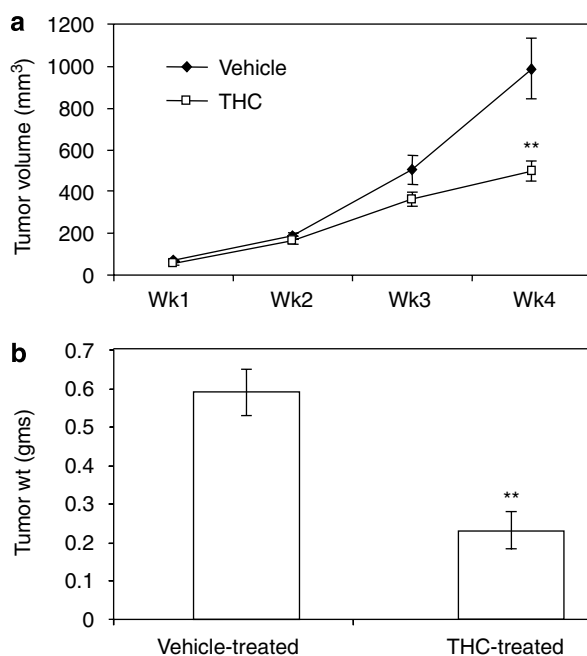 a
Tumor volume (mm³)
1200
1000
800
600
400
200
0
Vehicle
THC
**
Wk1 Wk2 Wk3 Wk4
b
Tumor wt (gms)
0.7
0.6
0.5
0.4
0.3
0.2
0.1
0
**
Vehicle-treated THC-treated